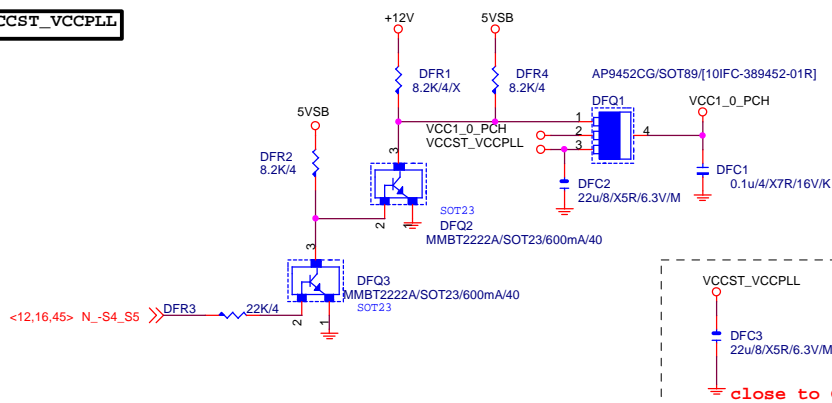 CCST_VCCPLL
+12V
5VSB
DFR1
8.2K/4/X
DFR4
8.2K/4
AP9452CG/SOT89/[10IFC-389452-01R]
DFQ1
VCC1_0_PCH
1
2
3
4
VCC1_0_PCH
VCCST_VCCPLL
5VSB
DFR2
8.2K/4
3
2
1
SOT23
DFQ2
MMBT2222A/SOT23/600mA/40
DFC2
22u/8/X5R/6.3V/M
DFC1
0.1u/4/X7R/16V/K
3
2
1
DFQ3
MMBT2222A/SOT23/600mA/40
SOT23
<12,16,45> N_-S4_S5
DFR3
22K/4
VCCST_VCCPLL
DFC3
22u/8/X5R/6.3V/M
close to